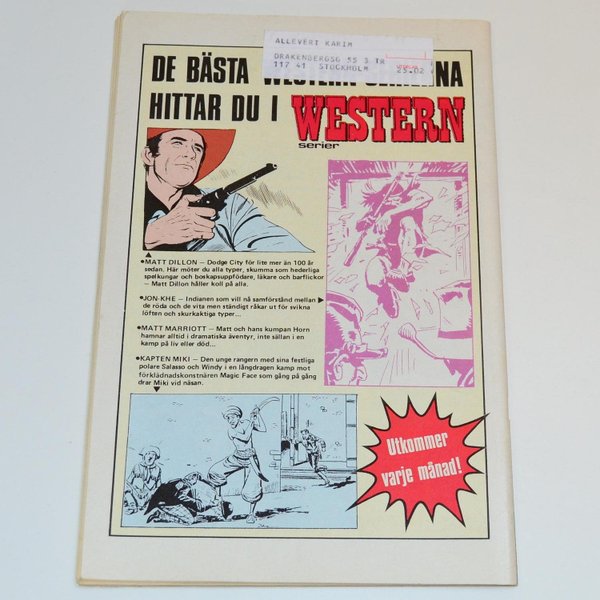 ALLEVERT KARIM
DRAKENBERGSG 55 3 TR
117 41 STOCKHOLM 25.02
DE BÄSTA WESTERN-SERIERNA
HITTAR DU I WESTERN
serier
•MATT DILLON — Dodge City för lite mer än 100 år
sedan. Här möter du alla typer, skumma som hederliga
spelkungar och boskapsuppfödare, läkare och barflickor
— Matt Dillon håller koll på alla.
•JON-KHE — Indianen som vill nå samförstånd mellan
de röda och de vita men ständigt råkar ut för svikna
löften och skurkaktiga typer...
•MATT MARRIOTT — Matt och hans kumpan Horn
hamnar alltid i dramatiska äventyr, inte sällan i en
kamp på liv eller död...
•KAPTEN MIKI — Den unge rangern med sina festliga
polare Salasso och Windy i en långdragen kamp mot
förklädnadskonstnären Magic Face som gång på gång
drar Miki vid näsan.
Utkommer
varje månad!